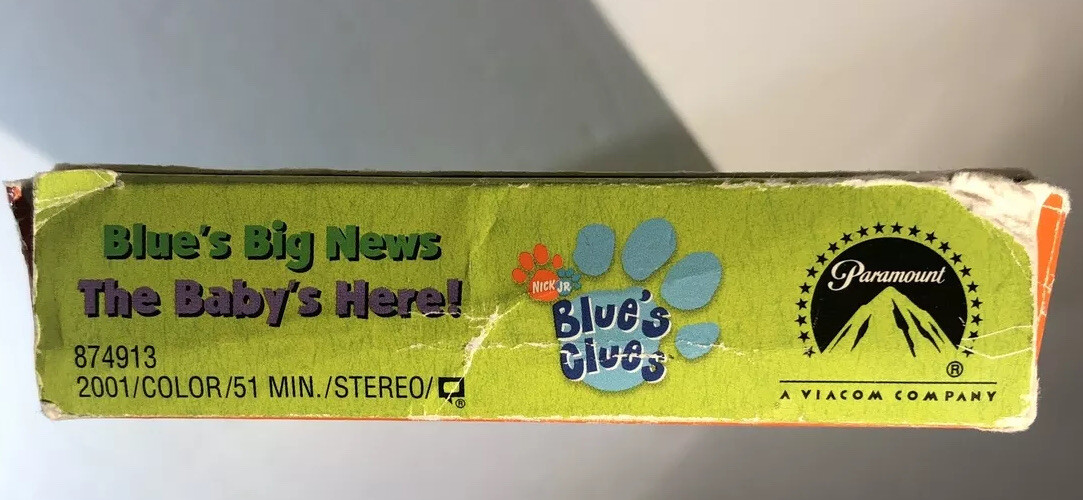 Blue's Big News
The Baby's Here!
874913
2001/COLOR/51 MIN./STEREO/
®
NICK JR
Blue's
Clues
Paramount
®
A VIACOM COMPANY